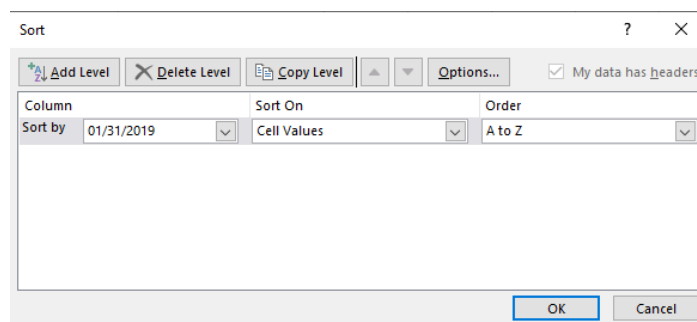 Sort ?
Add Level Delete Level Copy Level Options... My data has headers
Column Sort On Order
Sort by 01/31/2019 Cell Values A to Z
OK Cancel